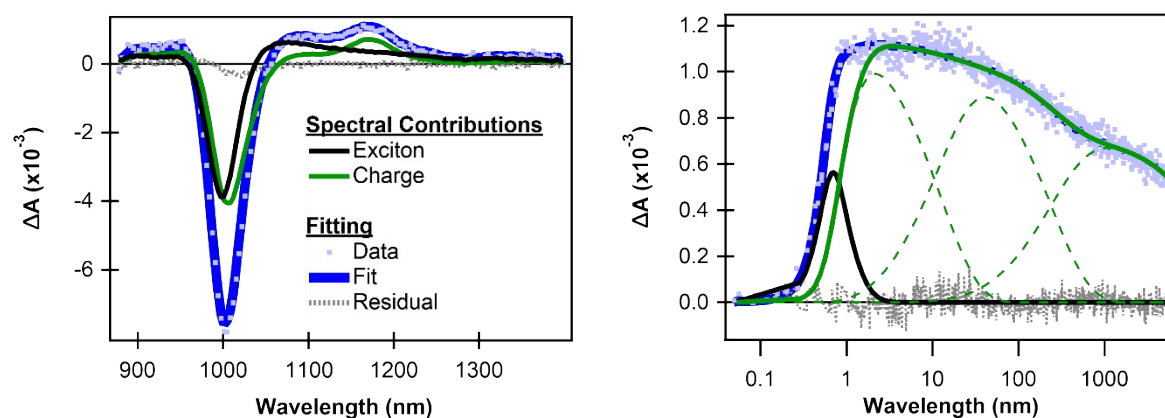 0
-2
-4
-6
ΔA (x10⁻³)
900
1000
1100
1200
1300
Wavelength (nm)
Spectral Contributions
Exciton
Charge
Fitting
Data
Fit
Residual
1.2
1.0
0.8
0.6
0.4
0.2
0.0
ΔA (x10⁻³)
0.1
1
10
100
1000
Wavelength (nm)